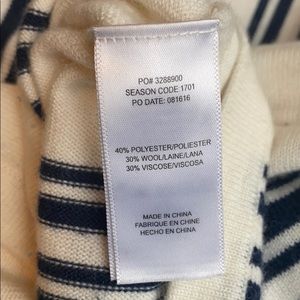 PO# 3288900
SEASON CODE:1701
PO DATE: 081616
40% POLYESTER/POLIESTER
30% WOOL/LAINE/LANA
30% VISCOSE/VISCOSA
MADE IN CHINA
FABRIQUE EN CHINE
HECHO EN CHINA